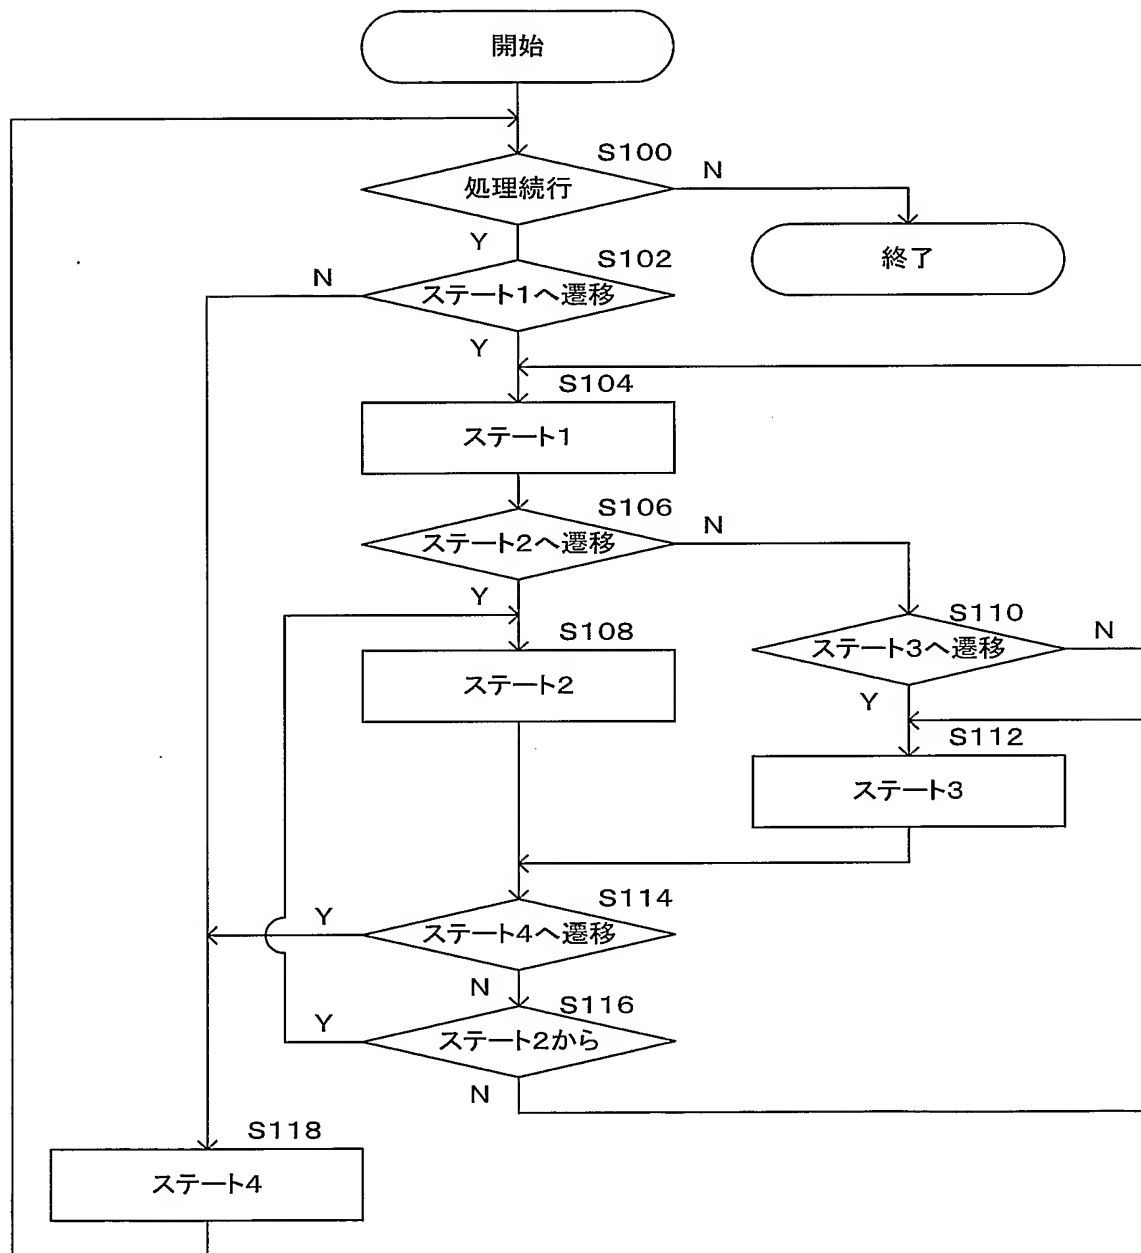 開始
S100
処理続行
N
Y
終了
S102
ステート1へ遷移
N
Y
S104
ステート1
S106
ステート2へ遷移
N
Y
S108
ステート2
S110
ステート3へ遷移
N
Y
S112
ステート3
S114
ステート4へ遷移
Y
N
S116
ステート2から
Y
N
S118
ステート4